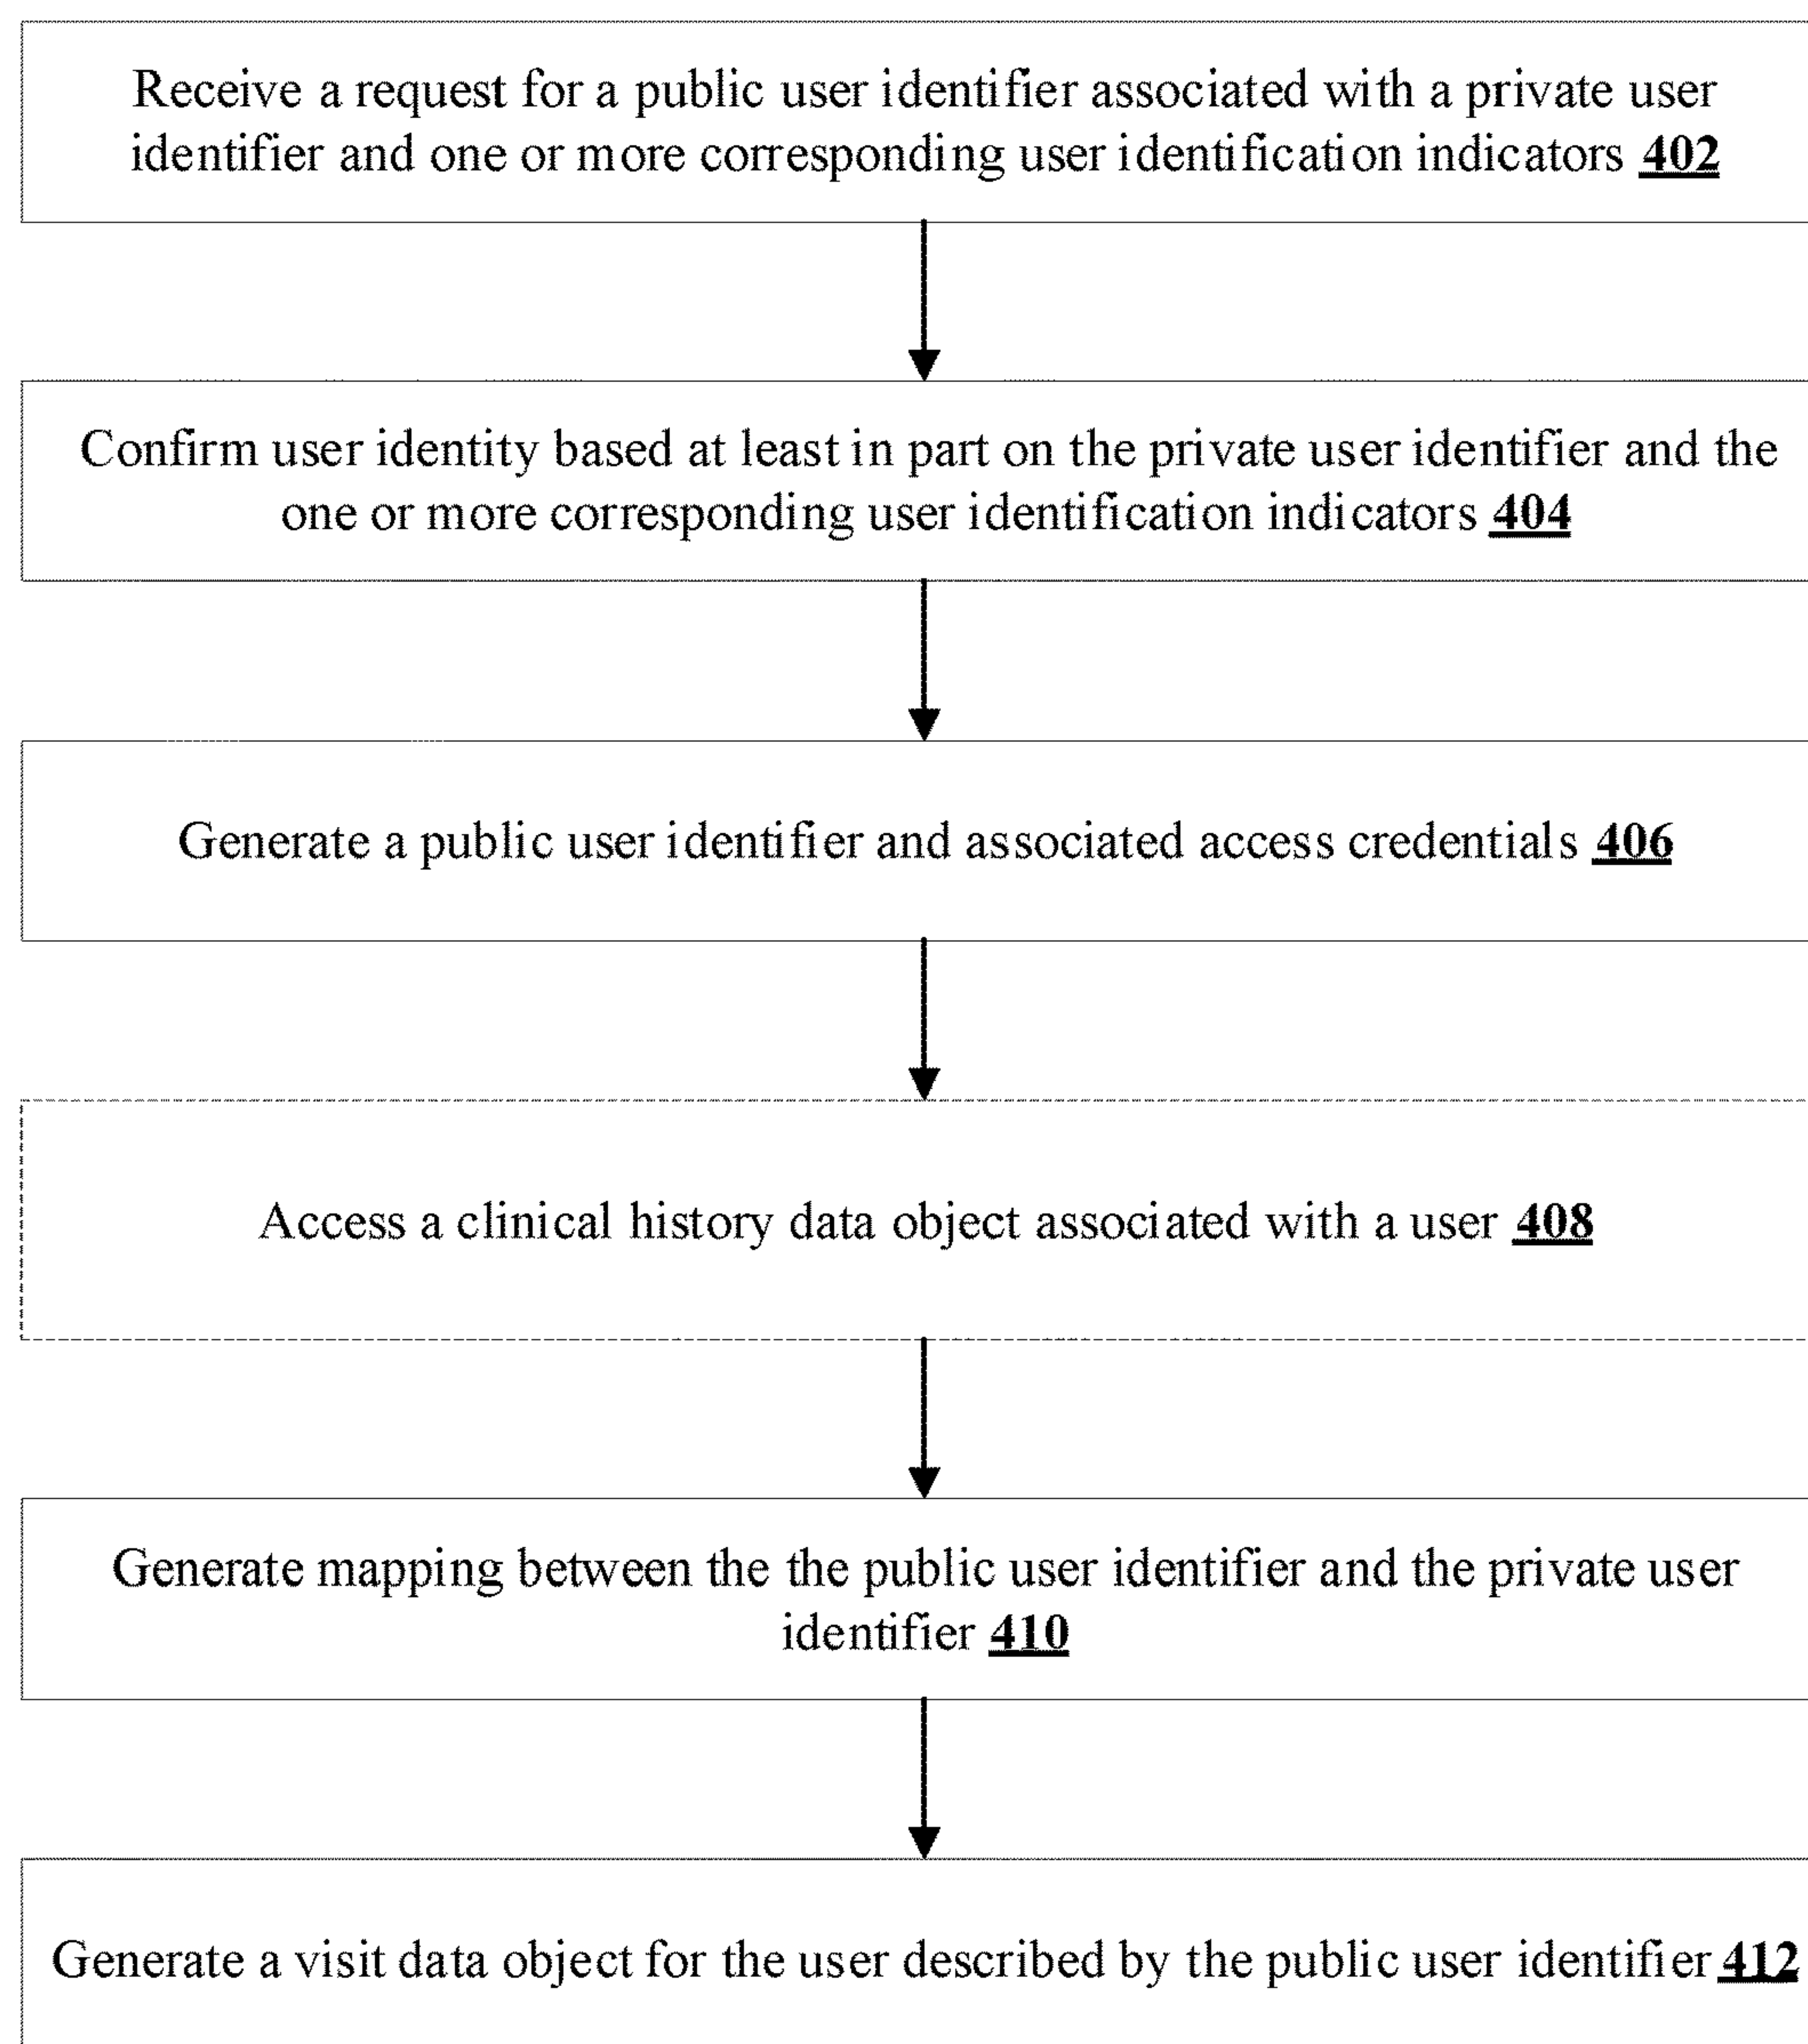 Receive a request for a public user identifier associated with a private user
identifier and one or more corresponding user identification indicators 402
Confirm user identity based at least in part on the private user identifier and the
one or more corresponding user identification indicators 404
Generate a public user identifier and associated access credentials 406
Access a clinical history data object associated with a user 408
Generate mapping between the the public user identifier and the private user
identifier 410
Generate a visit data object for the user described by the public user identifier 412